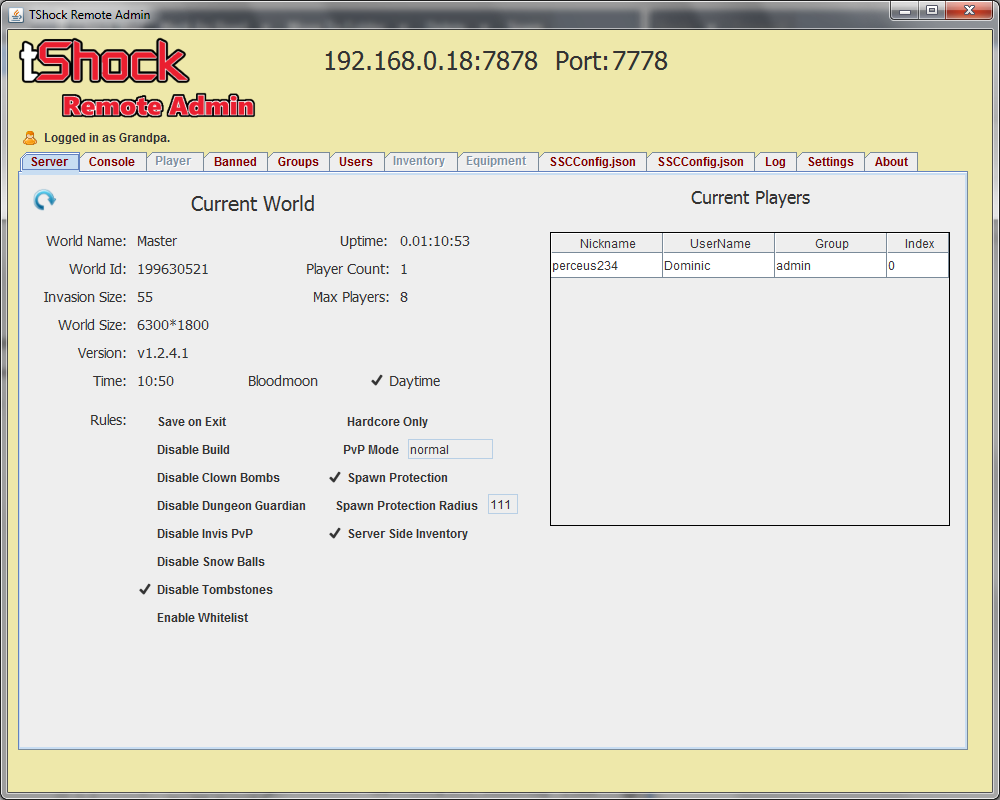 TShock Remote Admin
tShock
Remote Admin
192.168.0.18:7878 Port: 7778
Logged in as Grandpa.
Server Console Player Banned Groups Users Inventory Equipment SSCConfig.json SSCConfig.json Log Settings About
Current World
World Name: Master Uptime: 0.01:10:53
World Id: 199630521 Player Count: 1
Invasion Size: 55 Max Players: 8
World Size: 6300*1800
Version: v1.2.4.1
Time: 10:50 Bloodmoon ✓ Daytime
Rules: Save on Exit Hardcore Only
Disable Build PvP Mode normal
Disable Clown Bombs ✓ Spawn Protection
Disable Dungeon Guardian Spawn Protection Radius 111
Disable Invis PvP ✓ Server Side Inventory
Disable Snow Balls
✓ Disable Tombstones
Enable Whitelist
Current Players
Nickname UserName Group Index
perceus234 Dominic admin 0